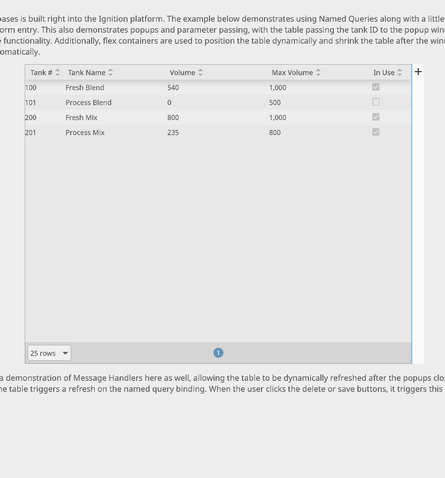 bases is built right into the Ignition platform. The example below demonstrates using Named Queries along with a little
orm entry. This also demonstrates popups and parameter passing, with the table passing the tank ID to the popup win
e functionality. Additionally, flex containers are used to position the table dynamically and shrink the table after the win
omatically.
Tank # Tank Name Volume Max Volume In Use +
100 Fresh Blend 540 1,000
101 Process Blend 0 500
200 Fresh Mix 800 1,000
201 Process Mix 235 800
25 rows 1
a demonstration of Message Handlers here as well, allowing the table to be dynamically refreshed after the popups clo
he table triggers a refresh on the named query binding. When the user clicks the delete or save buttons, it triggers this